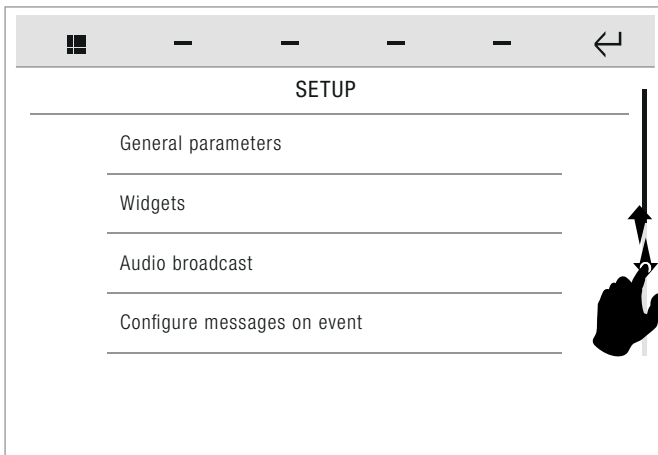 SETUP
General parameters
Widgets
Audio broadcast
Configure messages on event